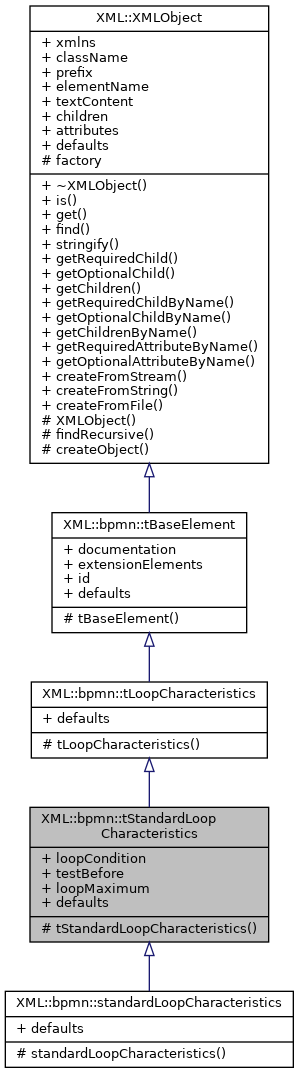 XML::XMLObject
+ xmlns
+ className
+ prefix
+ elementName
+ textContent
+ children
+ attributes
+ defaults
# factory
+ ~XMLObject()
+ is()
+ get()
+ find()
+ stringify()
+ getRequiredChild()
+ getOptionalChild()
+ getChildren()
+ getRequiredChildByName()
+ getOptionalChildByName()
+ getChildrenByName()
+ getRequiredAttributeByName()
+ getOptionalAttributeByName()
+ createFromStream()
+ createFromString()
+ createFromFile()
# XMLObject()
# findRecursive()
# createObject()
XML::bpmn::tBaseElement
+ documentation
+ extensionElements
+ id
+ defaults
# tBaseElement()
XML::bpmn::tLoopCharacteristics
+ defaults
# tLoopCharacteristics()
XML::bpmn::tStandardLoop
Characteristics
+ loopCondition
+ testBefore
+ loopMaximum
+ defaults
# tStandardLoopCharacteristics()
XML::bpmn::standardLoopCharacteristics
+ defaults
# standardLoopCharacteristics()